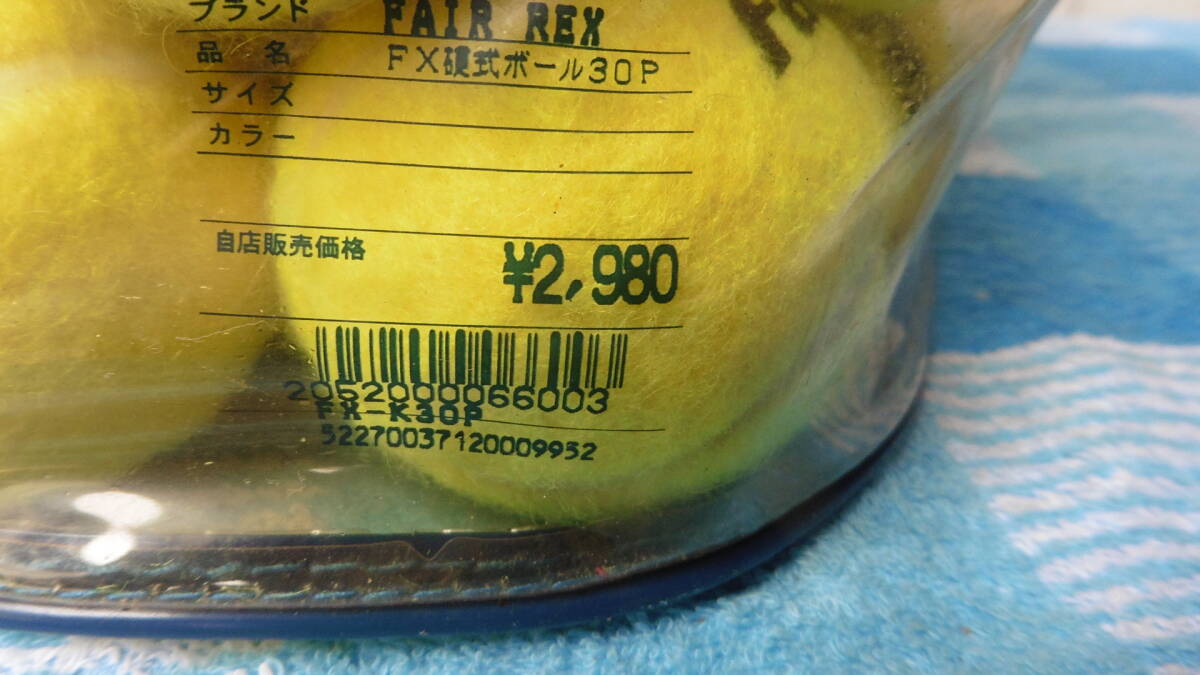 ブランド FAIR REX
品 名 FX硬式ボール30P
サイズ
カラー
自店販売価格 ¥2,980
2052000066003
FX-K30P
52270037120009952